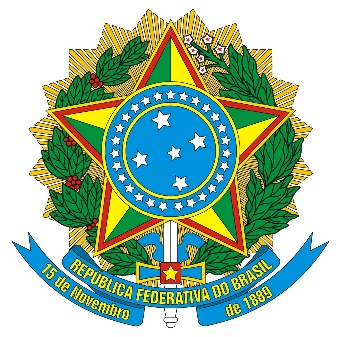 REPÚBLICA FEDERATIVA DO BRASIL
15 de Novembro
de 1889